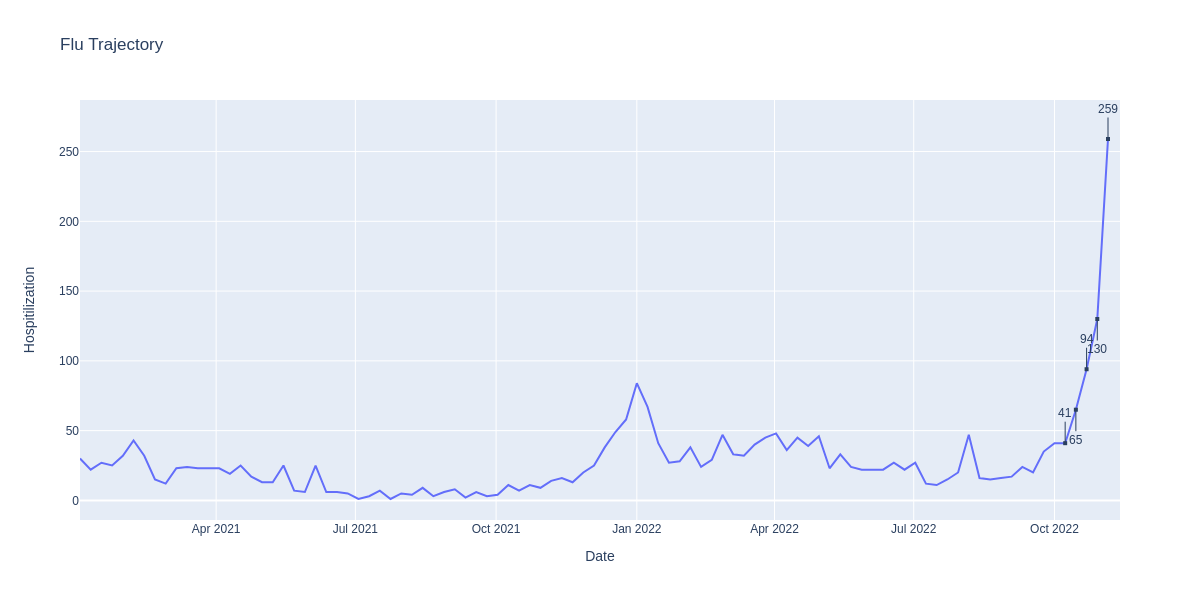 Flu Trajectory
259
250
200
150
94
130
100
41
65
50
0
Hospitilization
Apr 2021
Jul 2021
Oct 2021
Jan 2022
Apr 2022
Jul 2022
Oct 2022
Date